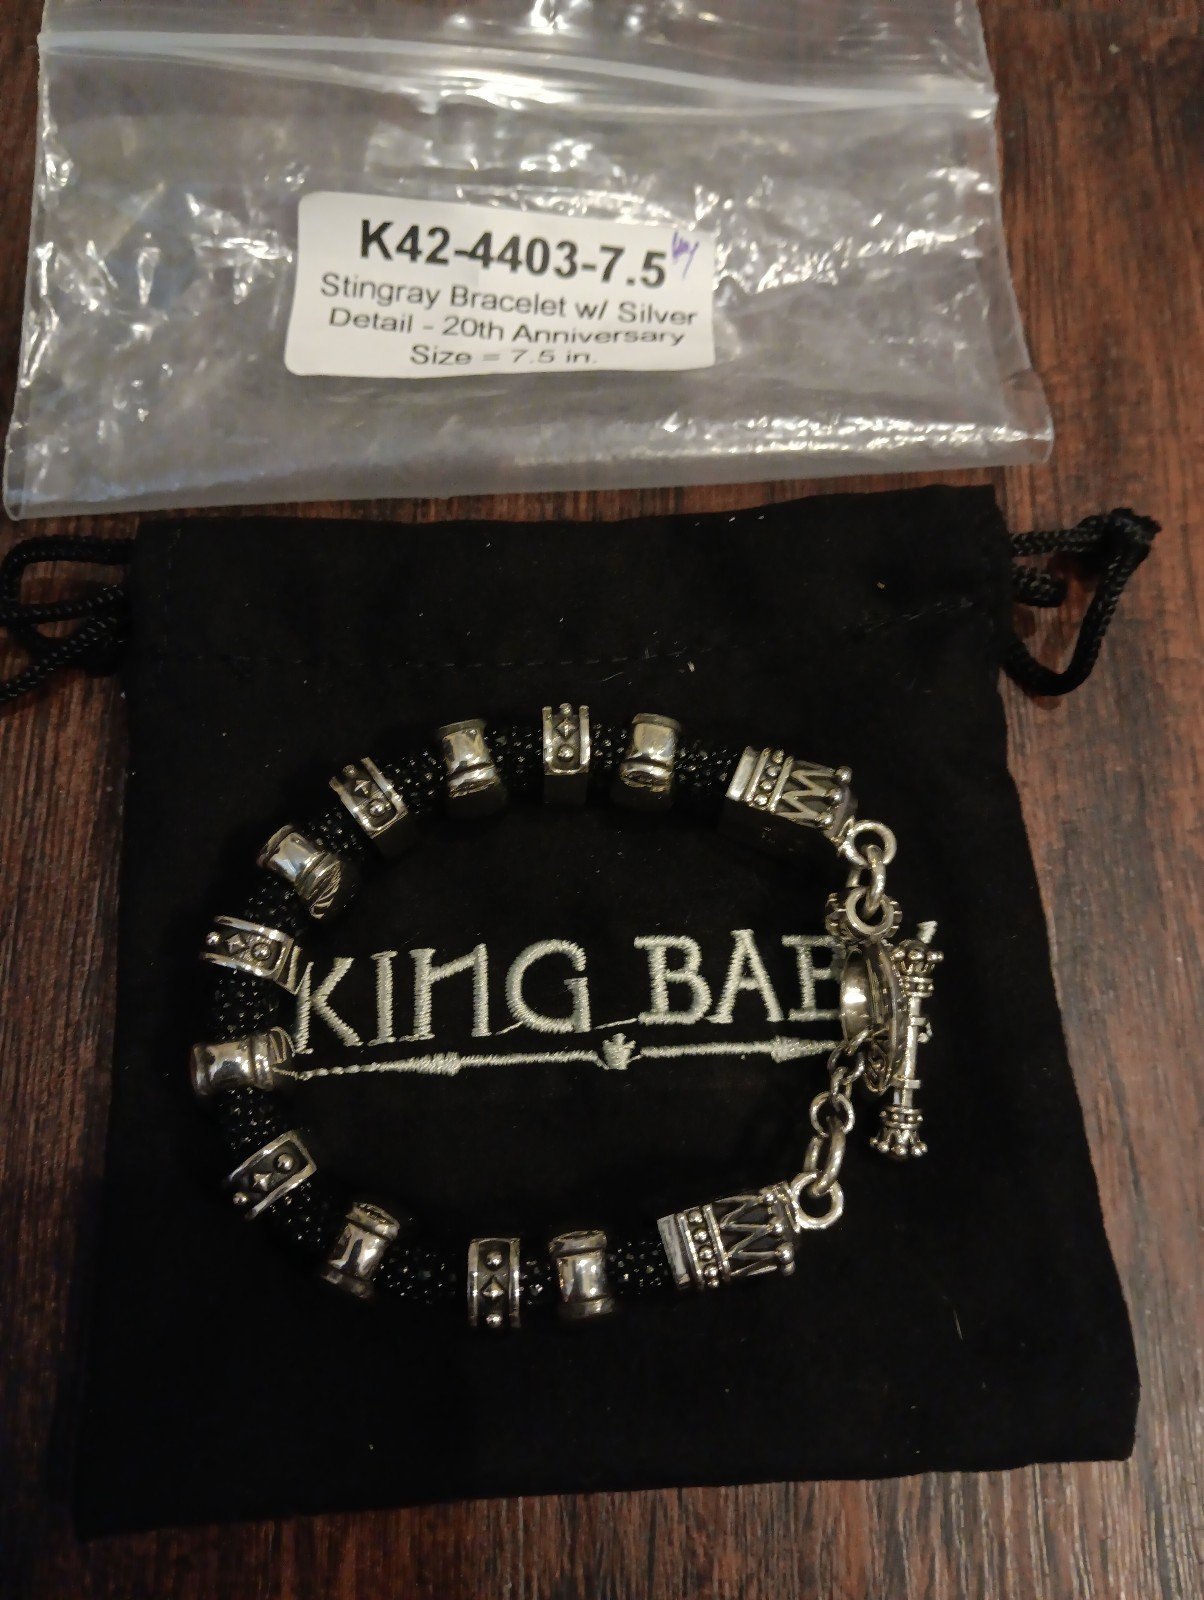 K42-4403-7.5
Stingray Bracelet w/ Silver
Detail - 20th Anniversary
Size = 7.5 in.
KING BAB